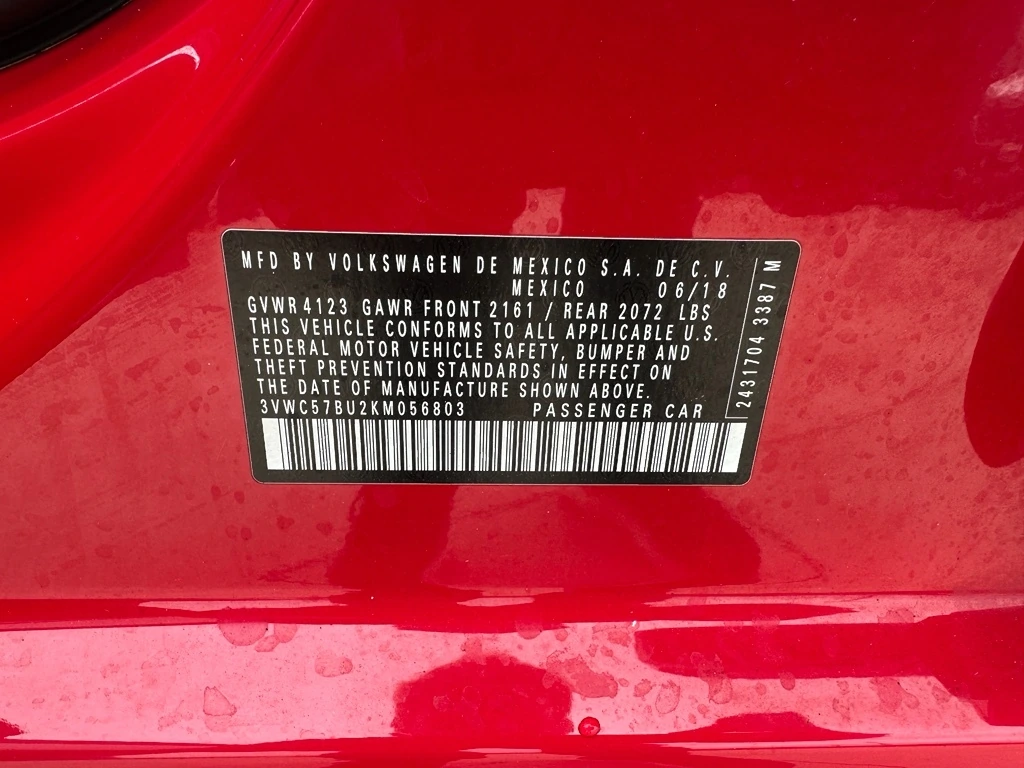 MFD BY VOLKSWAGEN DE MEXICO S.A. DE C.V.
MEXICO 06/18
GVWR 4123 GAWR FRONT 2161 / REAR 2072 LBS
THIS VEHICLE CONFORMS TO ALL APPLICABLE U.S.
FEDERAL MOTOR VEHICLE SAFETY, BUMPER AND
THEFT PREVENTION STANDARDS IN EFFECT ON
THE DATE OF MANUFACTURE SHOWN ABOVE.
3VWC57BU2KM056803 PASSENGER CAR
2431704 3387 M